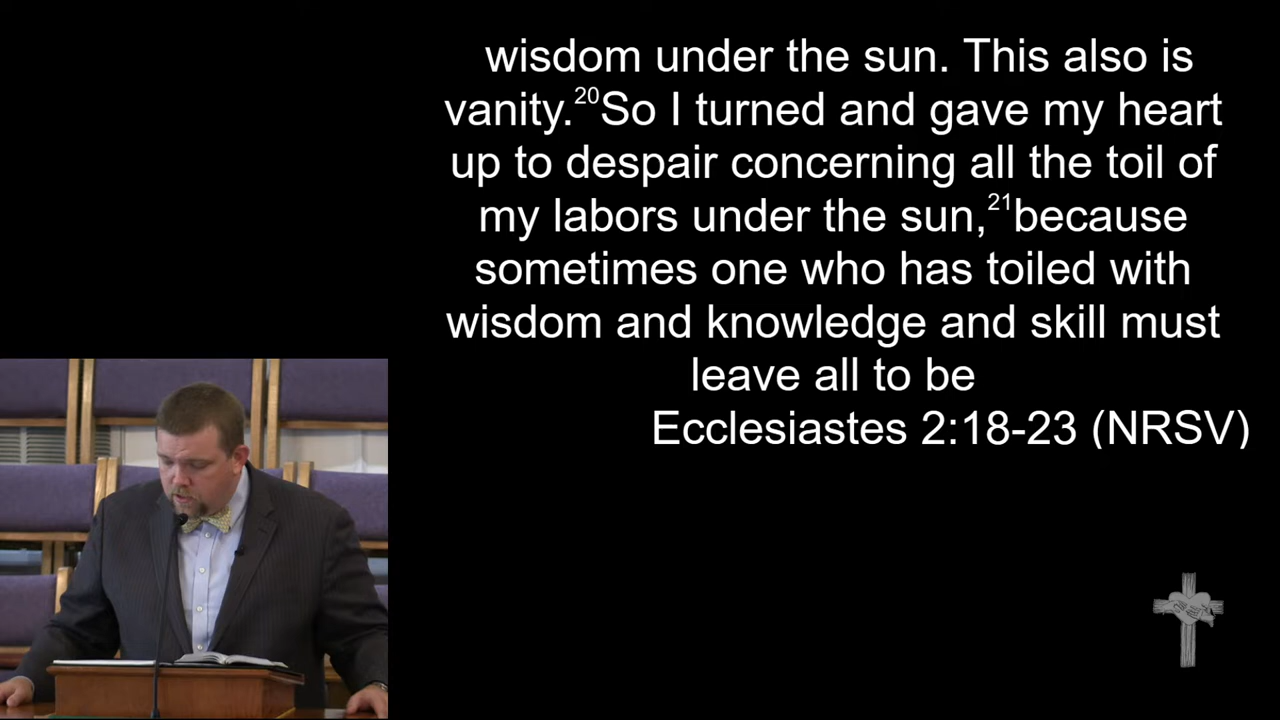 wisdom under the sun. This also is
vanity.20So I turned and gave my heart
up to despair concerning all the toil of
my labors under the sun,21because
sometimes one who has toiled with
wisdom and knowledge and skill must
leave all to be
Ecclesiastes 2:18-23 (NRSV)